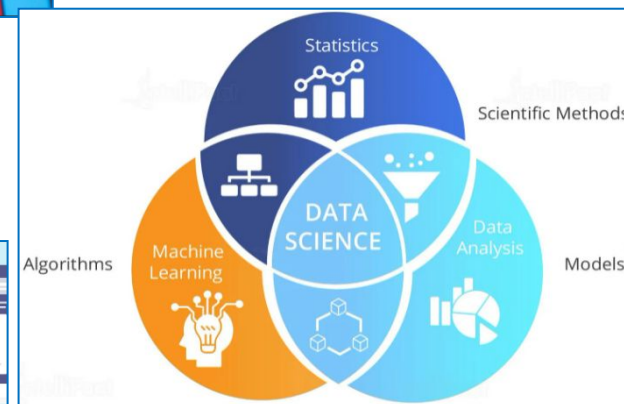 Statistics
Scientific Methods
DATA
SCIENCE
Data
Analysis
Algorithms
Machine
Learning
Models